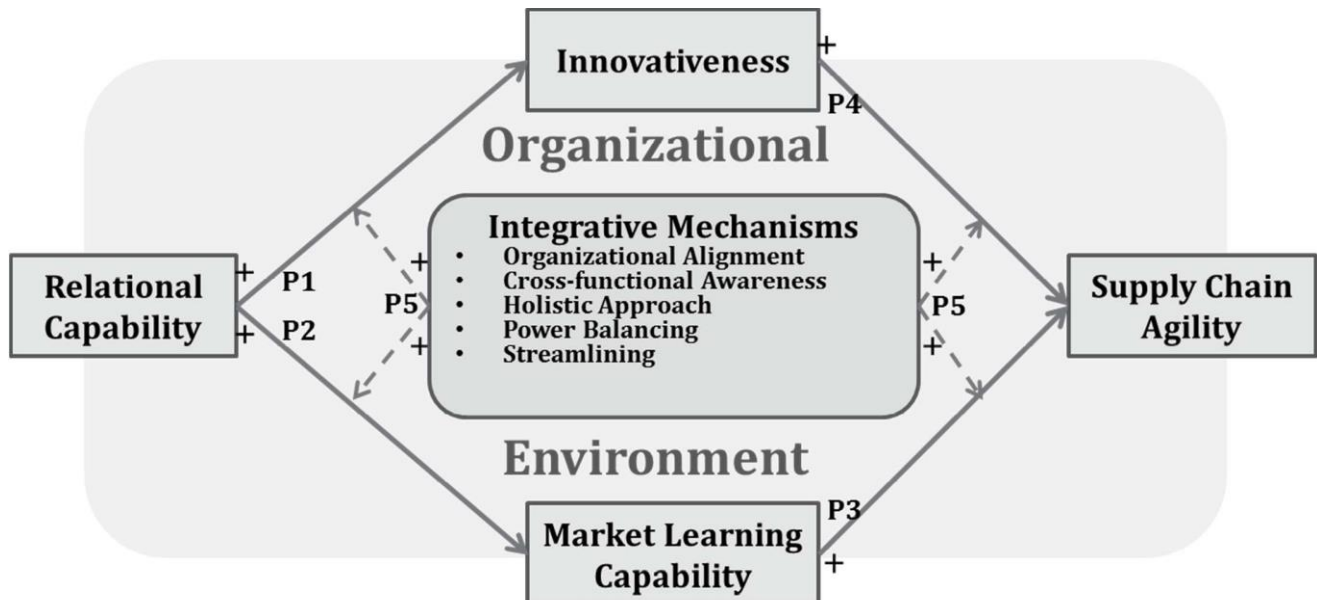 Innovativeness
+
P4
Organizational
Integrative Mechanisms
• Organizational Alignment
• Cross-functional Awareness
• Holistic Approach
• Power Balancing
• Streamlining
+
+
P5
+
+
P5
Relational
Capability
+
P1
+
P2
Supply Chain
Agility
Environment
Market Learning
Capability
P3
+